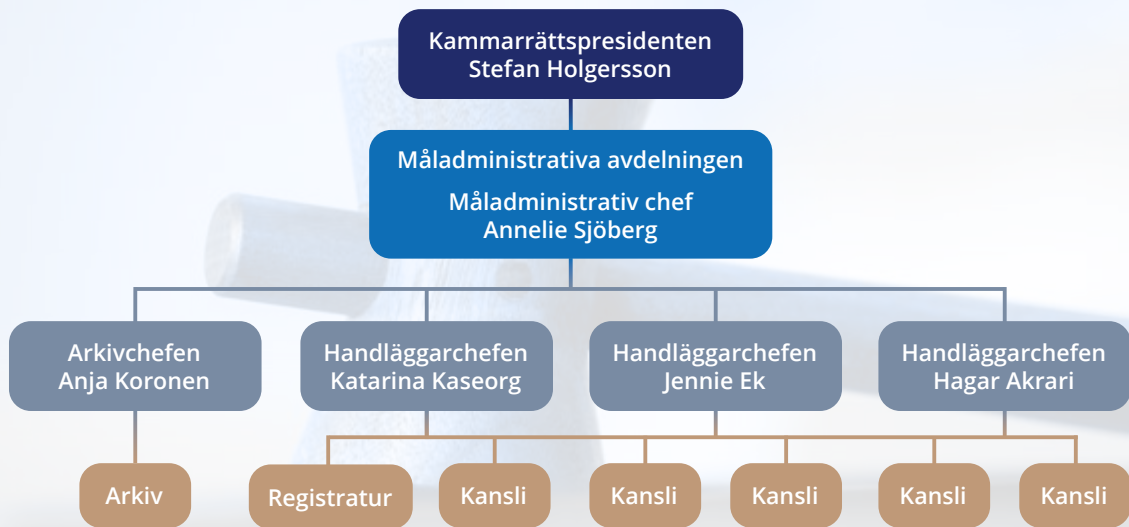 Kammarrättspresidenten
Stefan Holgersson
Måladministrativa avdelningen
Måladministrativ chef
Annelie Sjöberg
Arkivchefen
Anja Koronen
Handläggarchefen
Katarina Kaseorg
Handläggarchefen
Jennie Ek
Handläggarchefen
Hagar Akrari
Arkiv
Registratur
Kansli
Kansli
Kansli
Kansli
Kansli